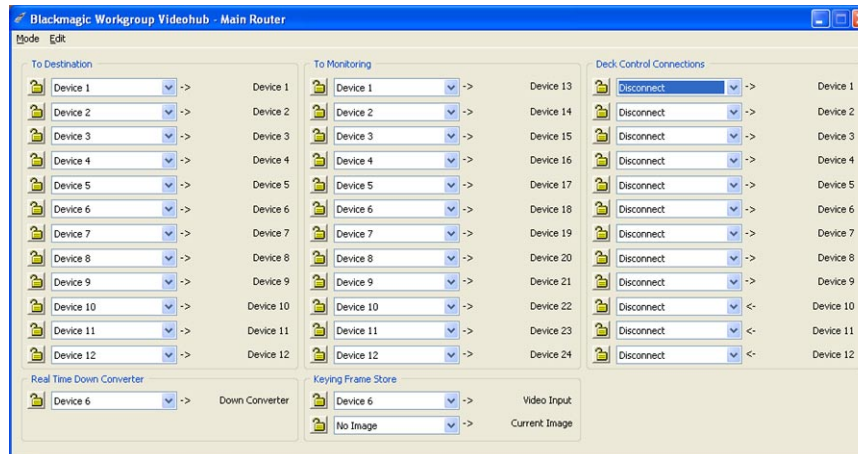 Blackmagic Workgroup Videohub - Main Router
Mode Edit
To Destination
Device 1 -> Device 1
Device 2 -> Device 2
Device 3 -> Device 3
Device 4 -> Device 4
Device 5 -> Device 5
Device 6 -> Device 6
Device 7 -> Device 7
Device 8 -> Device 8
Device 9 -> Device 9
Device 10 -> Device 10
Device 11 -> Device 11
Device 12 -> Device 12
To Monitoring
Device 1 -> Device 13
Device 2 -> Device 14
Device 3 -> Device 15
Device 4 -> Device 16
Device 5 -> Device 17
Device 6 -> Device 18
Device 7 -> Device 19
Device 8 -> Device 20
Device 9 -> Device 21
Device 10 -> Device 22
Device 11 -> Device 23
Device 12 -> Device 24
Deck Control Connections
Disconnect -> Device 1
Disconnect -> Device 2
Disconnect -> Device 3
Disconnect -> Device 4
Disconnect -> Device 5
Disconnect -> Device 6
Disconnect -> Device 7
Disconnect -> Device 8
Disconnect -> Device 9
Disconnect <- Device 10
Disconnect <- Device 11
Disconnect <- Device 12
Real Time Down Converter
Device 6 -> Down Converter
Keying Frame Store
Device 6 -> Video Input
No Image -> Current Image